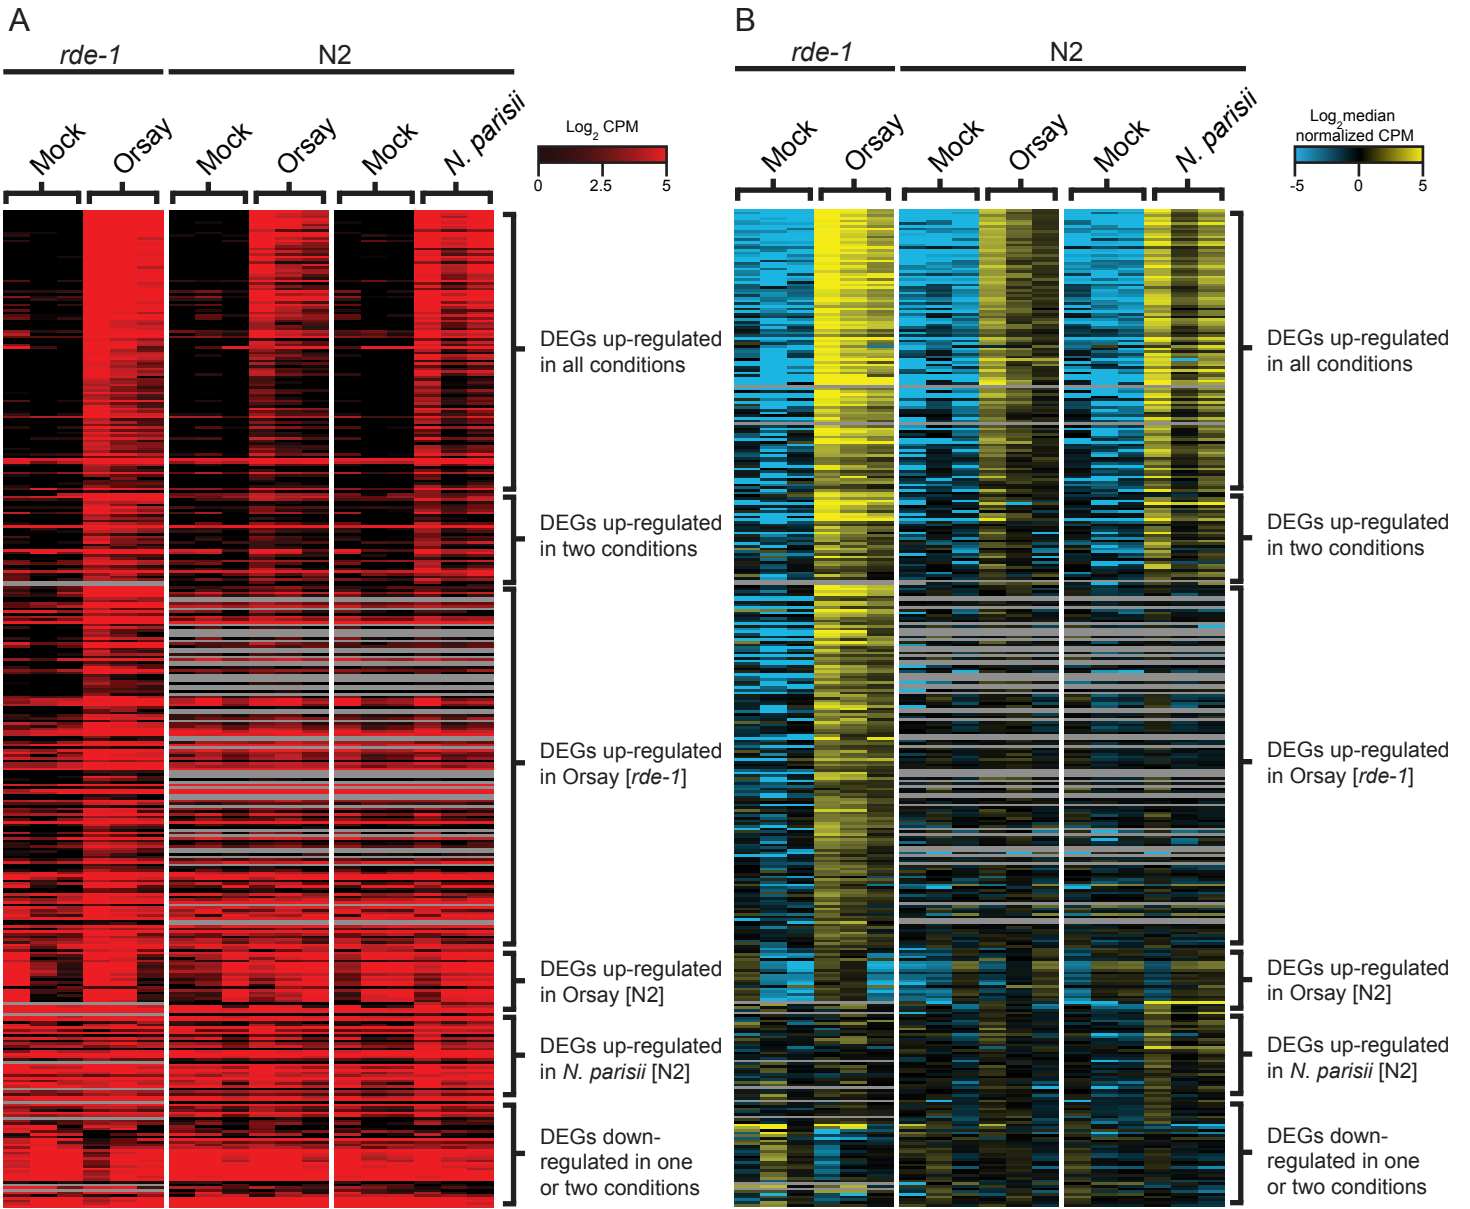 A
rde-1
N2
Mock
Orsay
Mock
Orsay
Mock
N. parisii
Log2 CPM
0
2.5
5
DEGs up-regulated
in all conditions
DEGs up-regulated
in two conditions
DEGs up-regulated
in Orsay [rde-1]
DEGs up-regulated
in Orsay [N2]
DEGs up-regulated
in N. parisii [N2]
DEGs down-
regulated in one
or two conditions
B
rde-1
N2
Mock
Orsay
Mock
Orsay
Mock
N. parisii
Log2median
normalized CPM
-5
0
5
DEGs up-regulated
in all conditions
DEGs up-regulated
in two conditions
DEGs up-regulated
in Orsay [rde-1]
DEGs up-regulated
in Orsay [N2]
DEGs up-regulated
in N. parisii [N2]
DEGs down-
regulated in one
or two conditions